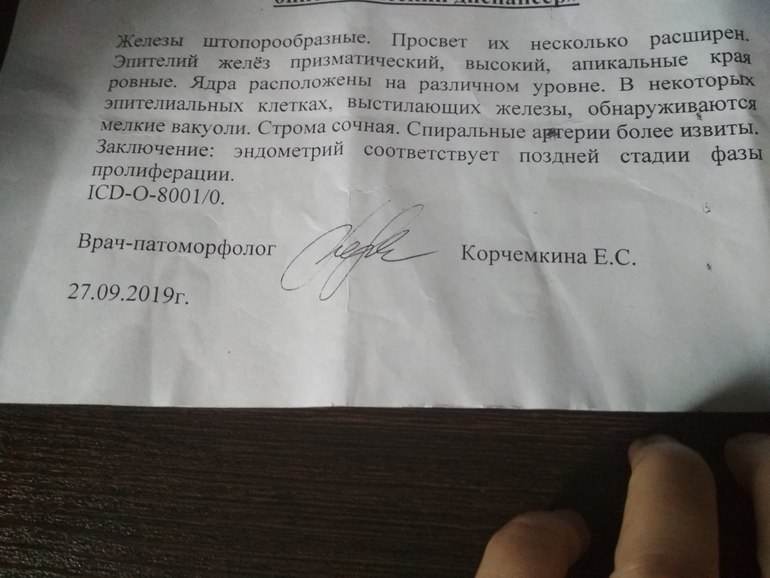 диспансер»
Железы штопорообразные. Просвет их несколько расширен.
Эпителий желёз призматический, высокий, апикальные края
ровные. Ядра расположены на различном уровне. В некоторых
эпителиальных клетках, выстилающих железы, обнаруживаются
мелкие вакуоли. Строма сочная. Спиральные артерии более извиты.
Заключение: эндометрий соответствует поздней стадии фазы
пролиферации.
ICD-O-8001/0.
Врач-патоморфолог Корчемкина Е.С.
27.09.2019г.